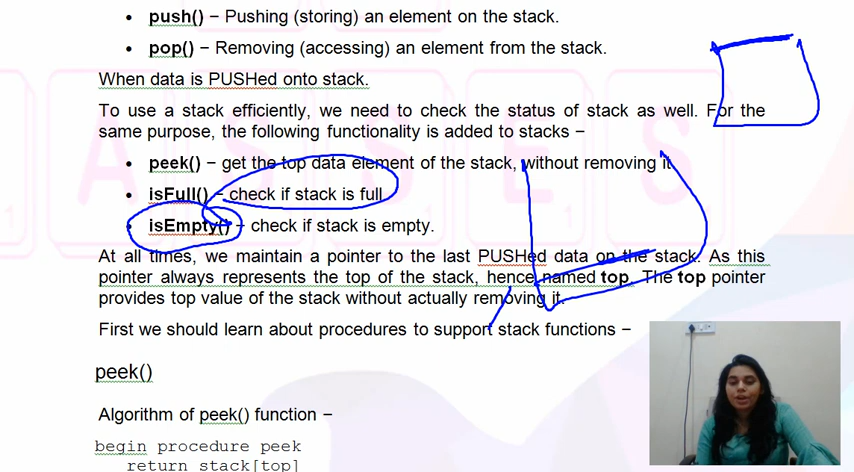 • push() − Pushing (storing) an element on the stack.
• pop() − Removing (accessing) an element from the stack.
When data is PUSHed onto stack.
To use a stack efficiently, we need to check the status of stack as well. For the
same purpose, the following functionality is added to stacks −
• peek() − get the top data element of the stack, without removing it.
• isFull() − check if stack is full.
• isEmpty() − check if stack is empty.
At all times, we maintain a pointer to the last PUSHed data on the stack. As this
pointer always represents the top of the stack, hence named top. The top pointer
provides top value of the stack without actually removing it.
First we should learn about procedures to support stack functions −
peek()
Algorithm of peek() function −
begin procedure peek
return stack[top]